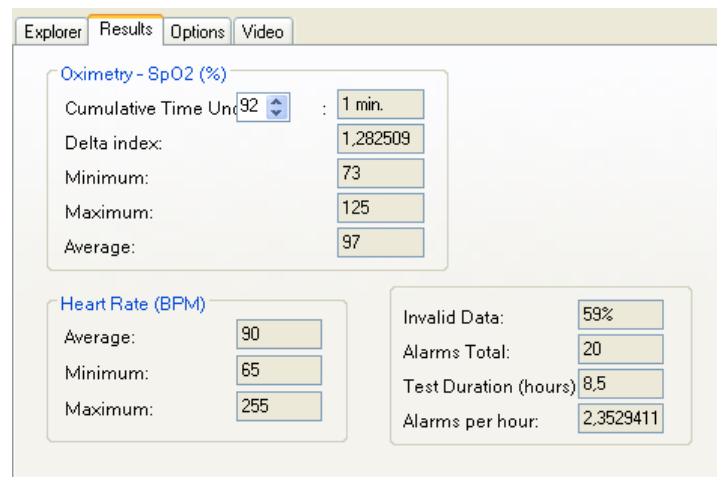 Explorer Results Options Video
Oximetry - SpO2 (%)
Cumulative Time Und 92 : 1 min.
Delta index: 1,282509
Minimum: 73
Maximum: 125
Average: 97
Heart Rate (BPM)
Average: 90
Minimum: 65
Maximum: 255
Invalid Data: 59%
Alarms Total: 20
Test Duration (hours) 8,5
Alarms per hour: 2,3529411